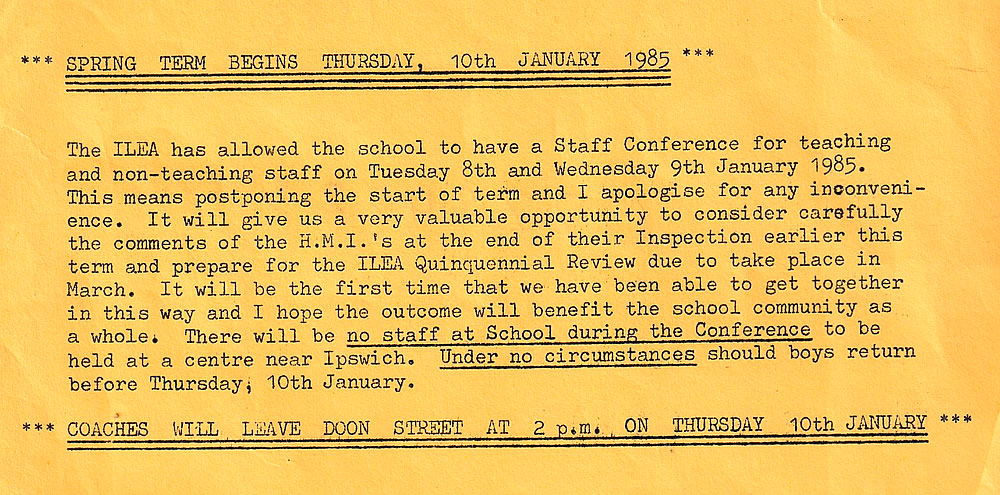 *** SPRING TERM BEGINS THURSDAY, 10th JANUARY 1985 ***
The ILEA has allowed the school to have a Staff Conference for teaching
and non-teaching staff on Tuesday 8th and Wednesday 9th January 1985.
This means postponing the start of term and I apologise for any inconveni-
ence. It will give us a very valuable opportunity to consider carefully
the comments of the H.M.I.'s at the end of their Inspection earlier this
term and prepare for the ILEA Quinquennial Review due to take place in
March. It will be the first time that we have been able to get together
in this way and I hope the outcome will benefit the school community as
a whole. There will be no staff at School during the Conference to be
held at a centre near Ipswich. Under no circumstances should boys return
before Thursday, 10th January.
*** COACHES WILL LEAVE DOON STREET AT 2 p.m. ON THURSDAY 10th JANUARY ***